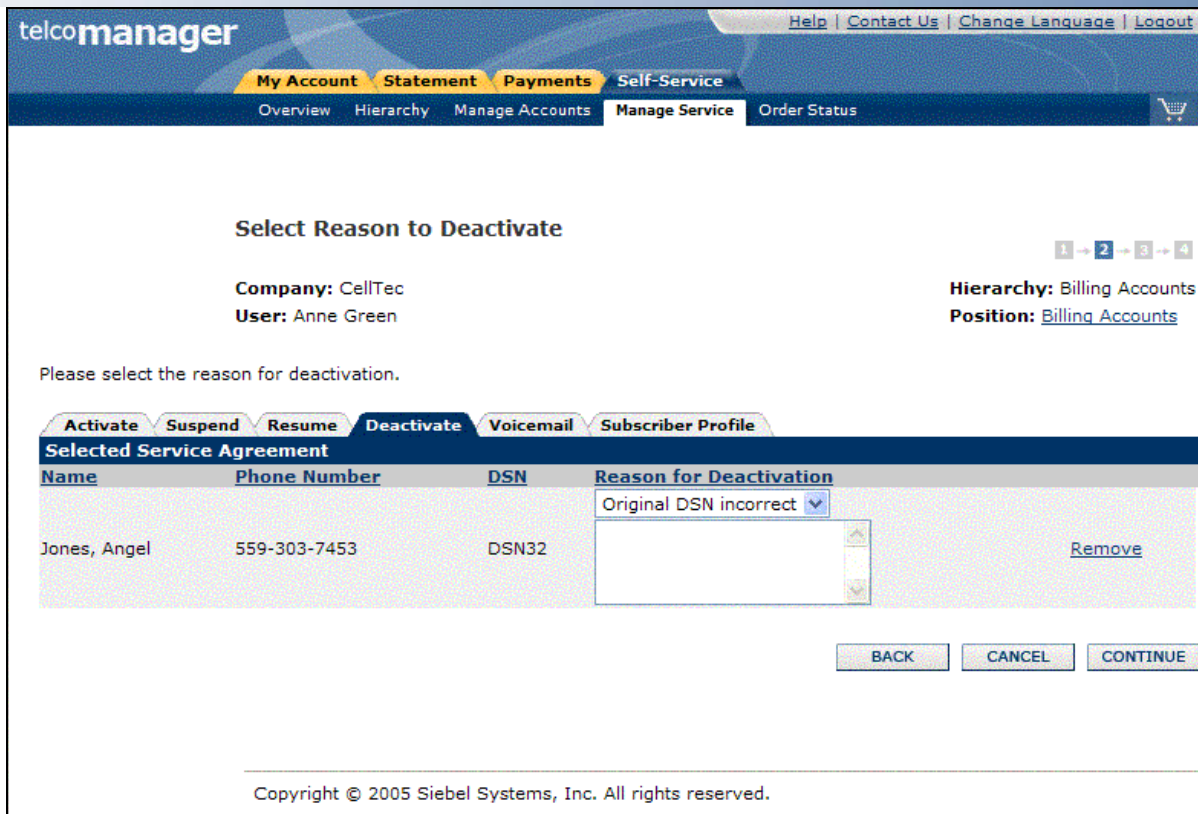 telcomanager
Help | Contact Us | Change Language | Logout
My Account Statement Payments Self-Service
Overview Hierarchy Manage Accounts Manage Service Order Status
Select Reason to Deactivate
1 → 2 → 3 → 4
Company: CellTec
Hierarchy: Billing Accounts
User: Anne Green
Position: Billing Accounts
Please select the reason for deactivation.
Activate Suspend Resume Deactivate Voicemail Subscriber Profile
Selected Service Agreement
Name Phone Number DSN Reason for Deactivation
Original DSN incorrect
Jones, Angel 559-303-7453 DSN32 Remove
BACK CANCEL CONTINUE
Copyright © 2005 Siebel Systems, Inc. All rights reserved.